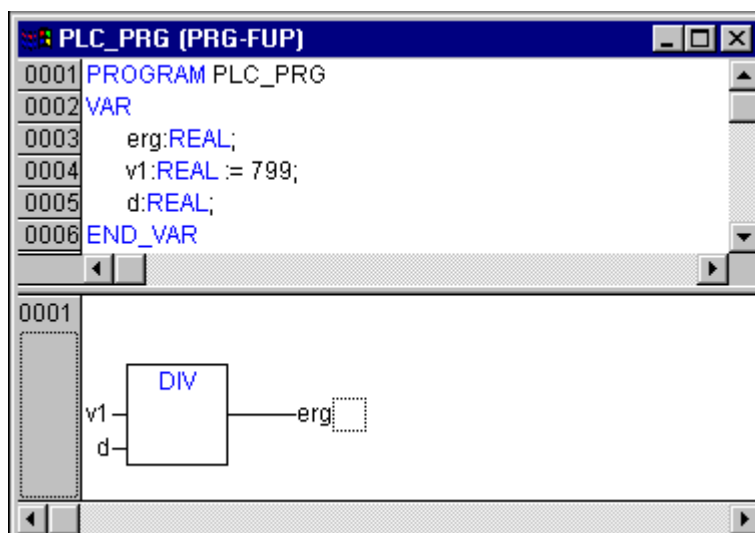 PLC_PRG (PRG-FUP)
0001 PROGRAM PLC_PRG
0002 VAR
0003 erg:REAL;
0004 v1:REAL := 799;
0005 d:REAL;
0006 END_VAR
0001
DIV
v1 erg
d